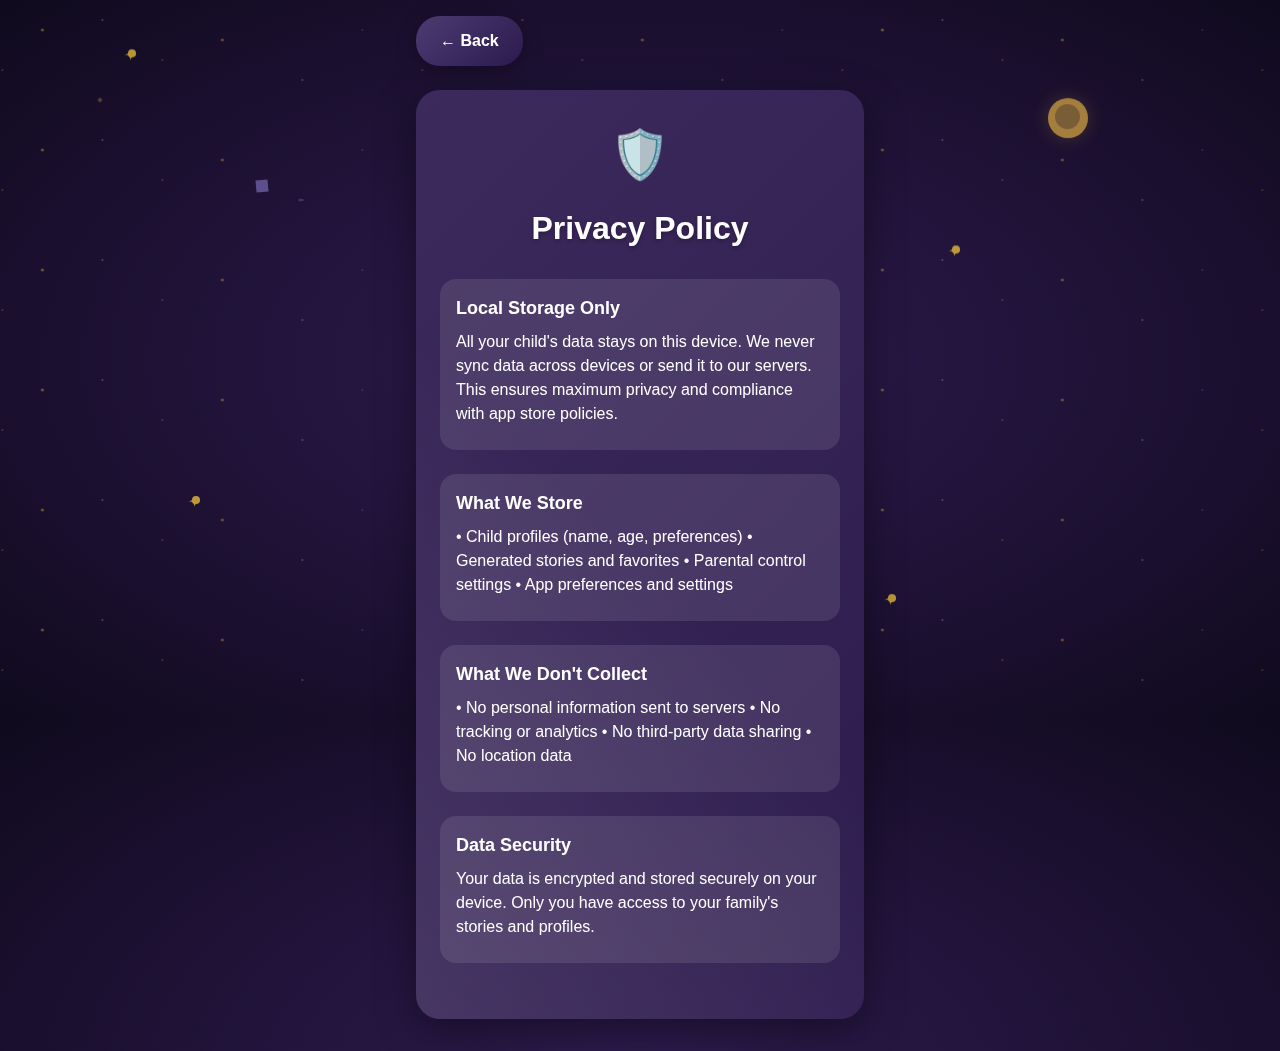 ← Back
Privacy Policy
Local Storage Only
All your child's data stays on this device. We never
sync data across devices or send it to our servers.
This ensures maximum privacy and compliance
with app store policies.
What We Store
• Child profiles (name, age, preferences) •
Generated stories and favorites • Parental control
settings • App preferences and settings
What We Don't Collect
• No personal information sent to servers • No
tracking or analytics • No third-party data sharing •
No location data
Data Security
Your data is encrypted and stored securely on your
device. Only you have access to your family's
stories and profiles.